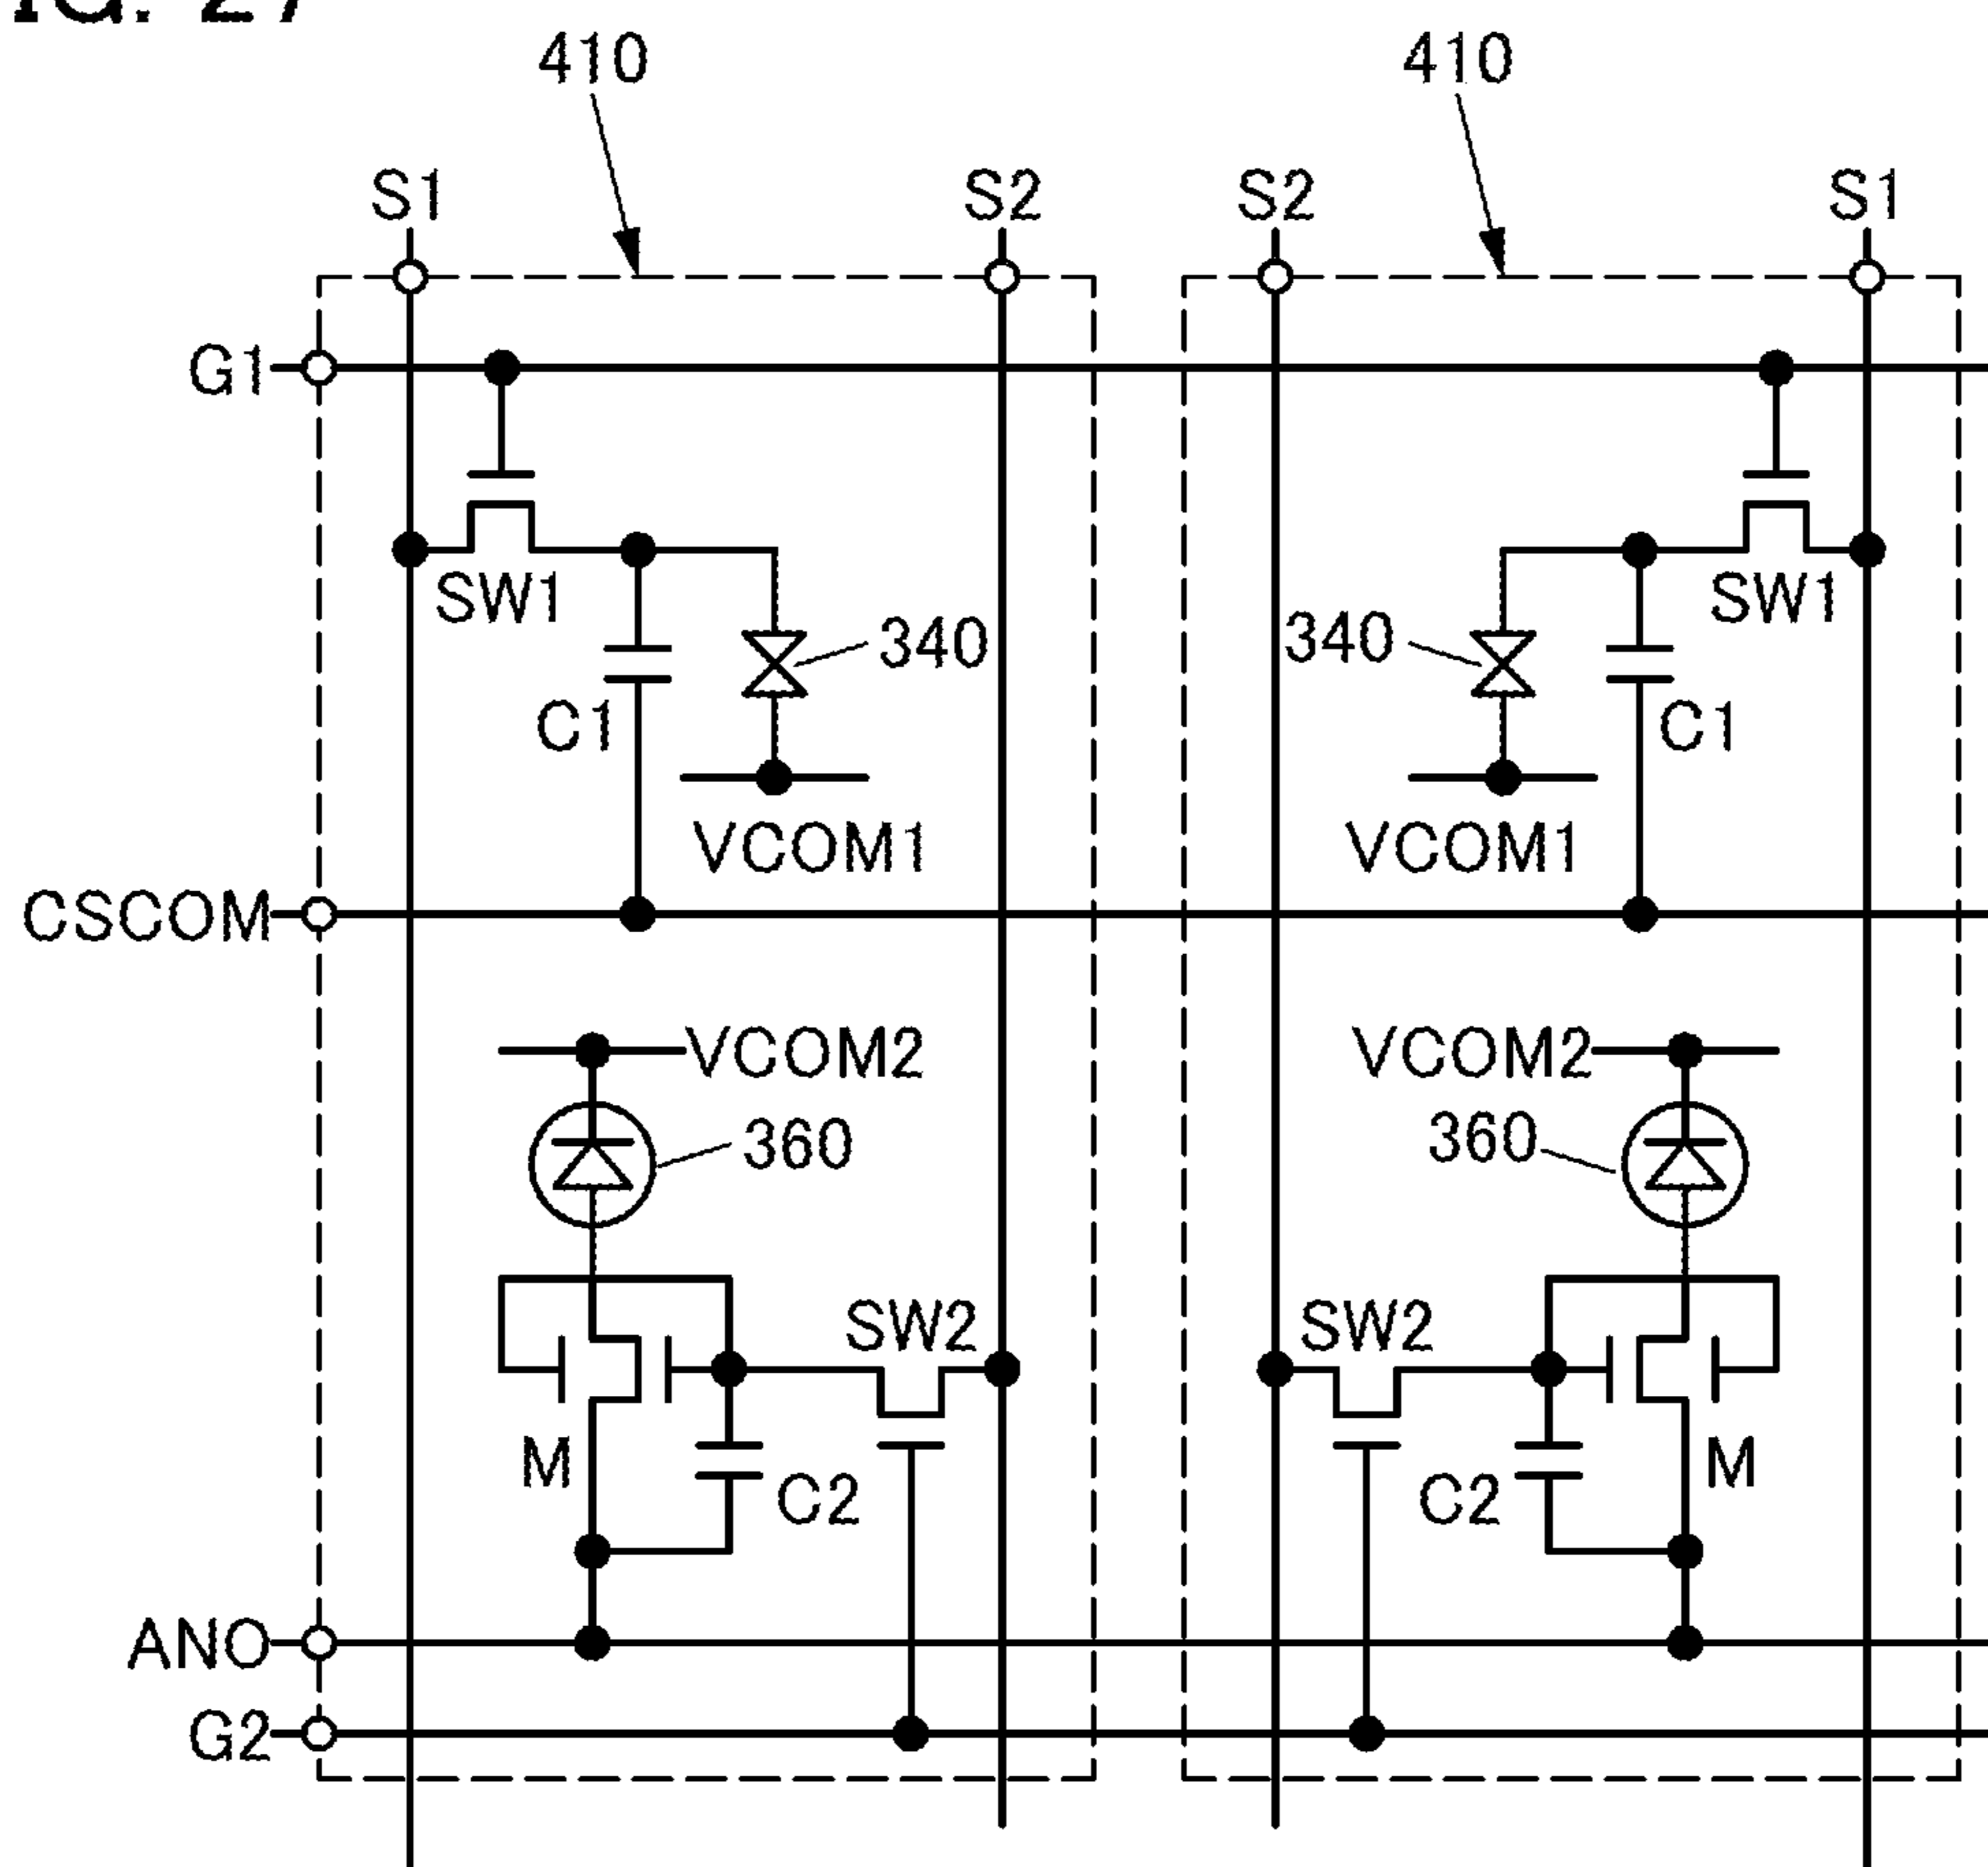 410 410
S1 S2 S2 S1
G1
SW1 SW1
340 340
C1 C1
VCOM1 VCOM1
CSCOM
VCOM2 VCOM2
360 360
SW2 SW2
M C2 C2 M
ANO
G2